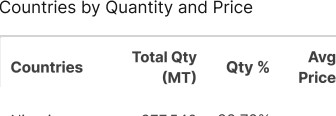 Countries by Quantity and Price
Countries Total Qty (MT) Qty % Avg Price